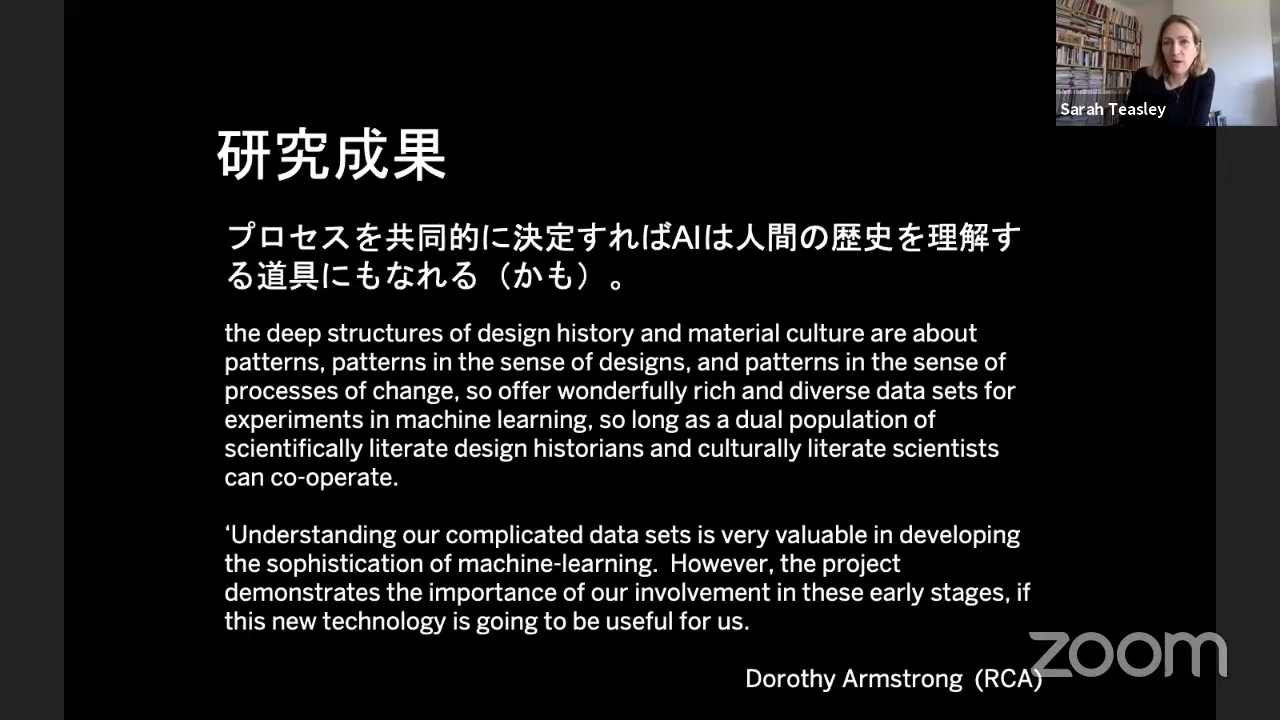 Sarah Teasley
研究成果
プロセスを共同的に決定すればAIは人間の歴史を理解す
る道具にもなれる（かも）。
the deep structures of design history and material culture are about
patterns, patterns in the sense of designs, and patterns in the sense of
processes of change, so offer wonderfully rich and diverse data sets for
experiments in machine learning, so long as a dual population of
scientifically literate design historians and culturally literate scientists
can co-operate.
‘Understanding our complicated data sets is very valuable in developing
the sophistication of machine-learning.  However, the project
demonstrates the importance of our involvement in these early stages, if
this new technology is going to be useful for us.
Dorothy Armstrong (RCA)
zoom